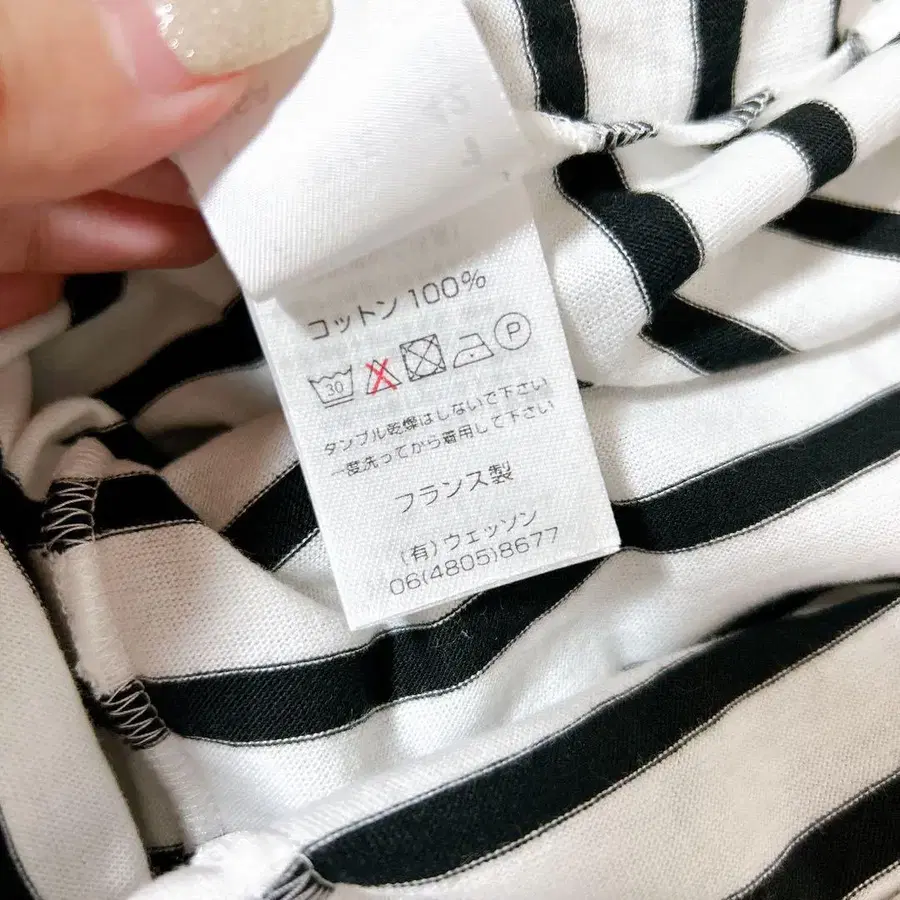 コットン 100%
30 P
タンブル乾燥はしないで下さい
一度洗ってから着用して下さい
フランス製
(有)ウェッソン
06(4805)8677